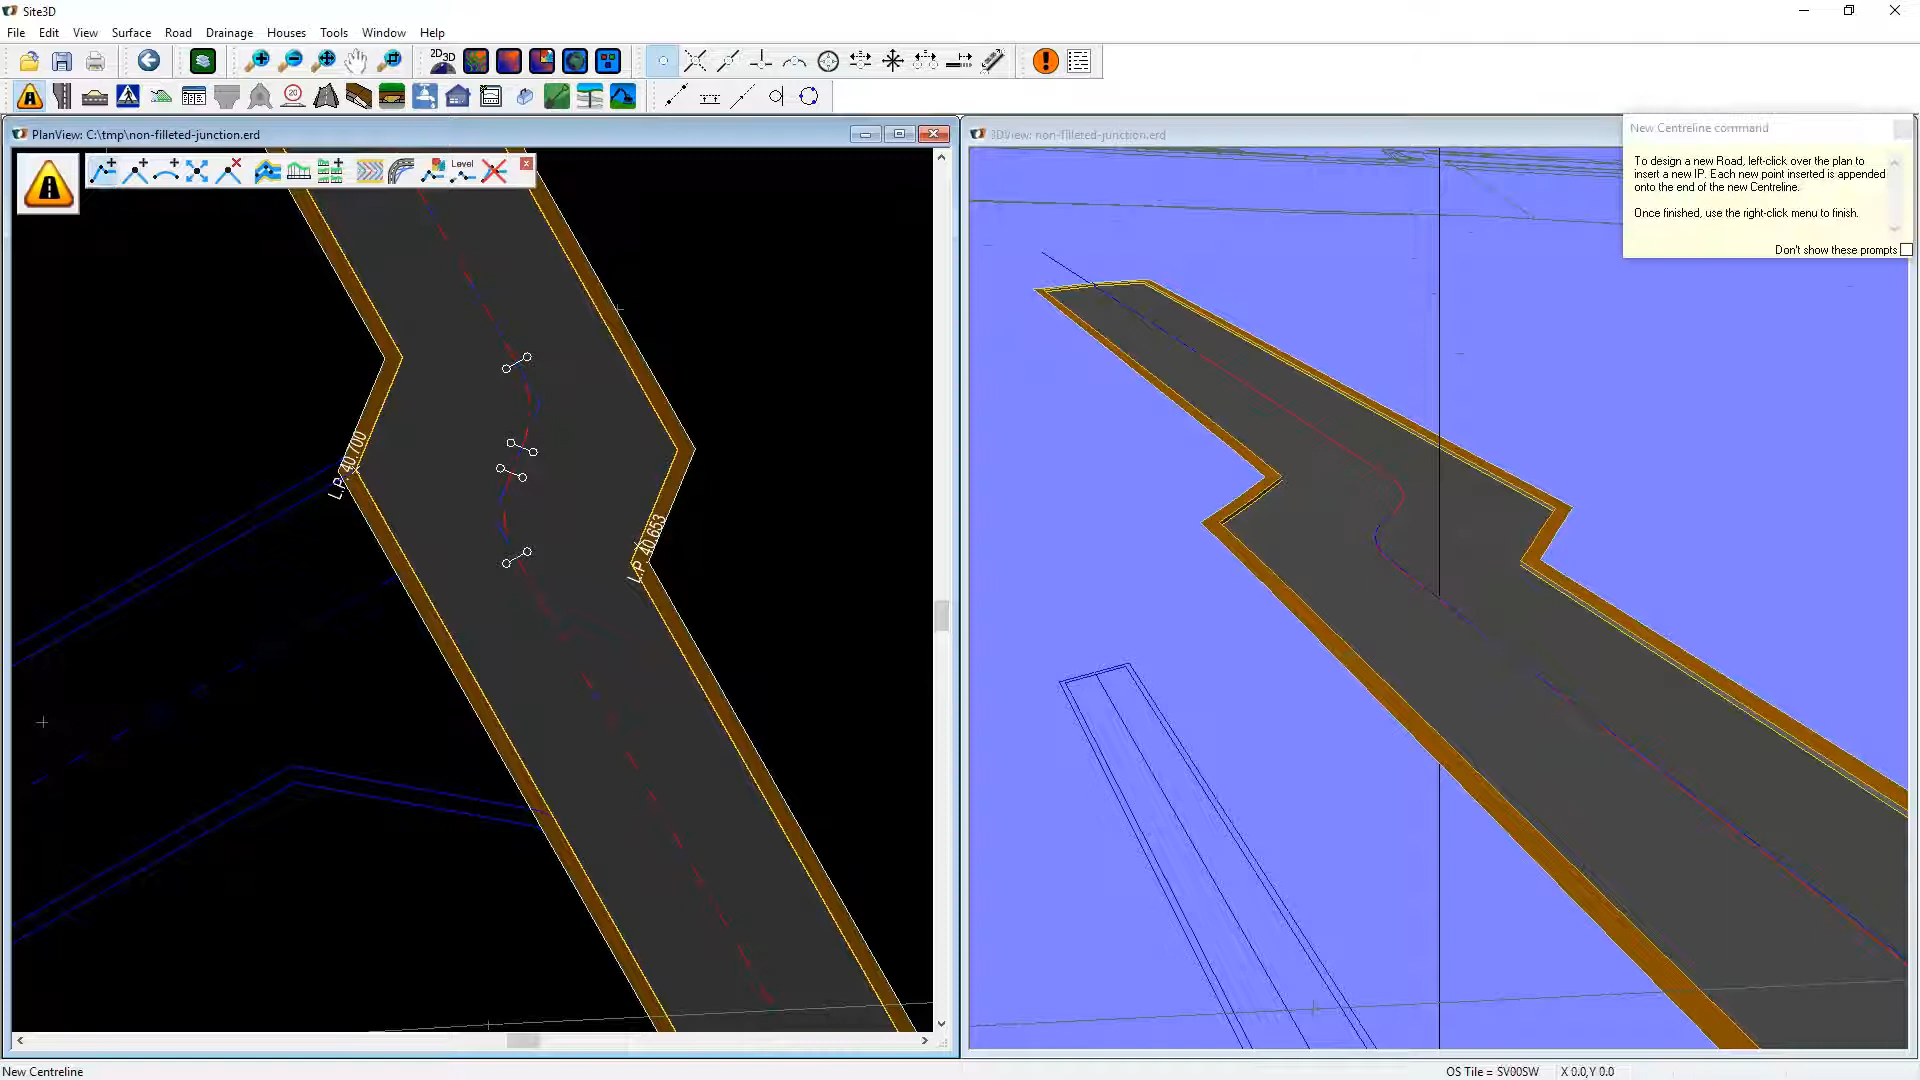 Site3D
File Edit View Surface Road Drainage Houses Tools Window Help
2D 3D
20
PlanView: C:\tmp\non-filleted-junction.erd
3DView: non-filleted-junction.erd
Level
New Centreline command
To design a new Road, left-click over the plan to
insert a new IP. Each new point inserted is appended
onto the end of the new Centreline.
Once finished, use the right-click menu to finish.
Don't show these prompts
L.P. 40.700
L.P. 40.653
New Centreline
OS Tile = SV00SW X 0.0,Y 0.0